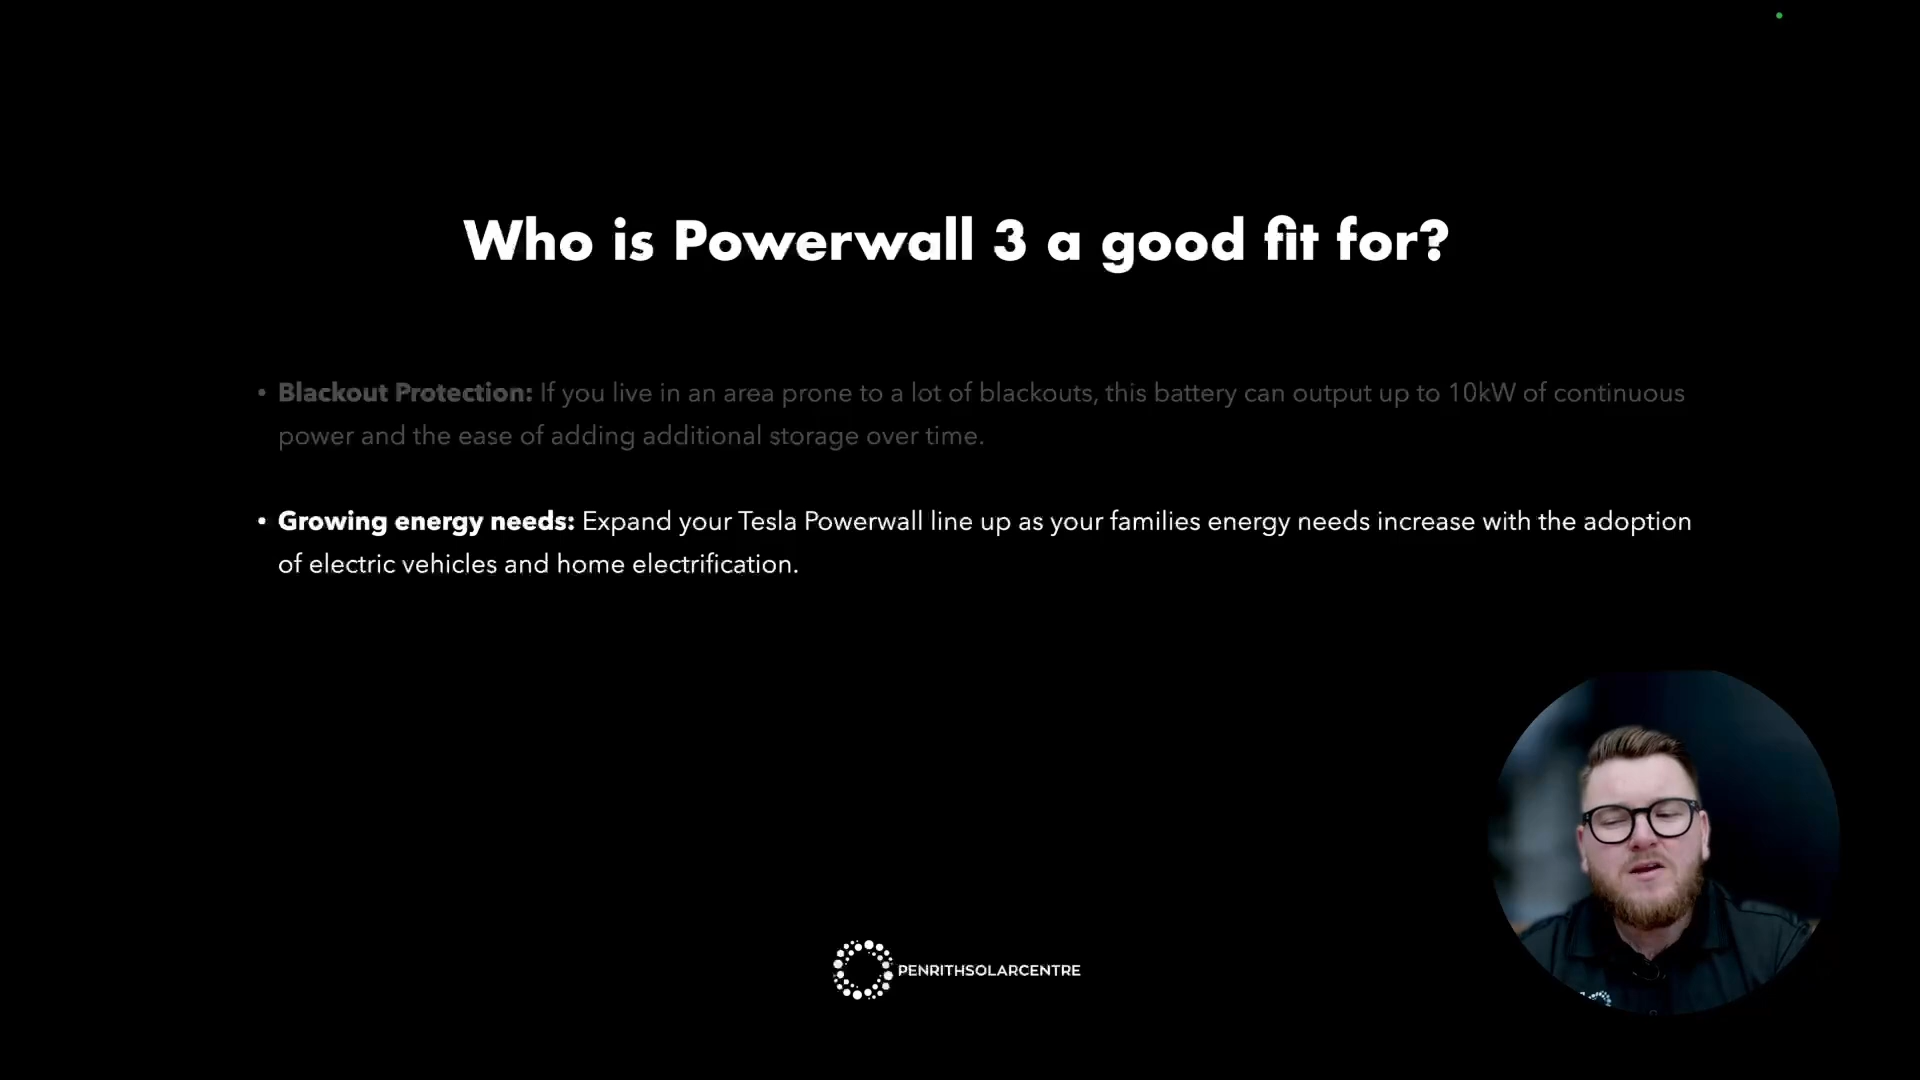 Who is Powerwall 3 a good fit for?
• Blackout Protection: If you live in an area prone to a lot of blackouts, this battery can output up to 10kW of continuous
power and the ease of adding additional storage over time.
• Growing energy needs: Expand your Tesla Powerwall line up as your families energy needs increase with the adoption
of electric vehicles and home electrification.
PENRITHSOLARCENTRE